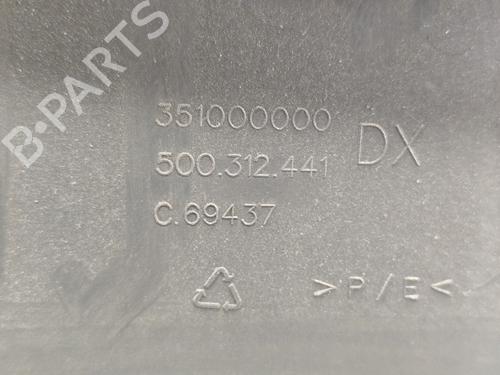 B-PARTS
351000000
500.312.441 DX
C.69437
>P/E<